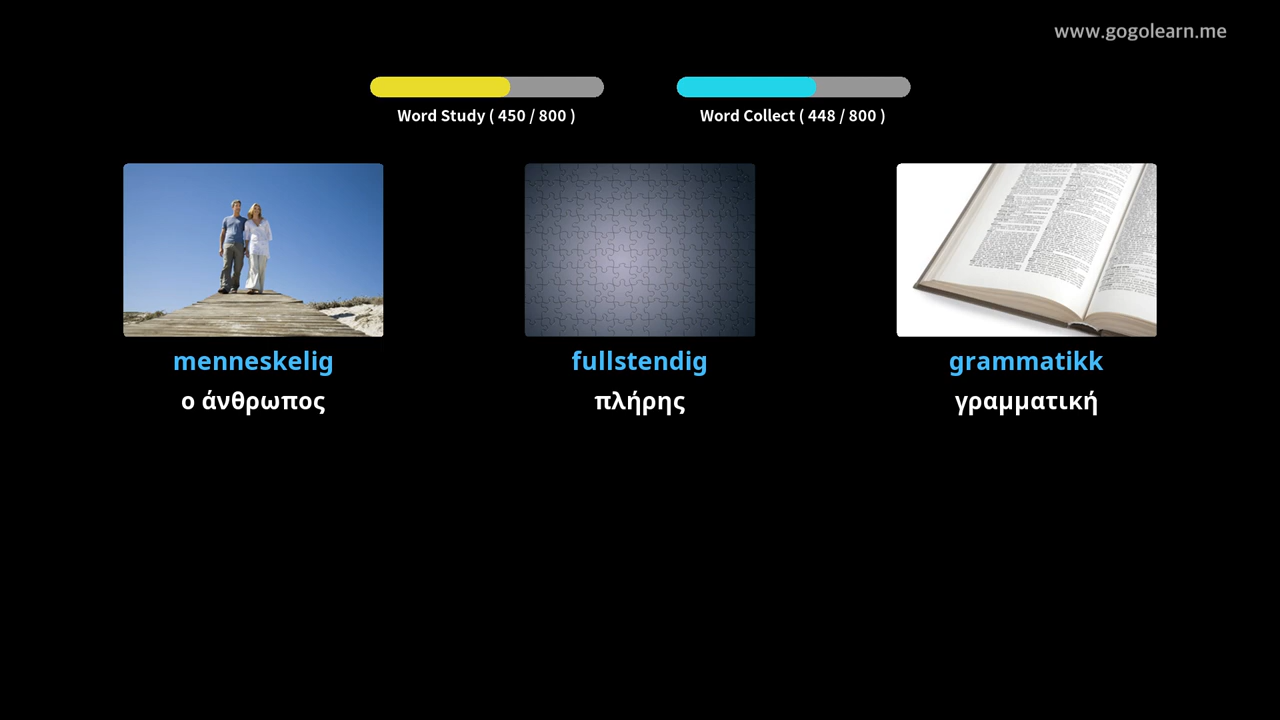 www.gogolearn.me
Word Study ( 450 / 800 )
Word Collect ( 448 / 800 )
menneskelig
ο άνθρωπος
fullstendig
πλήρης
grammatikk
γραμματική